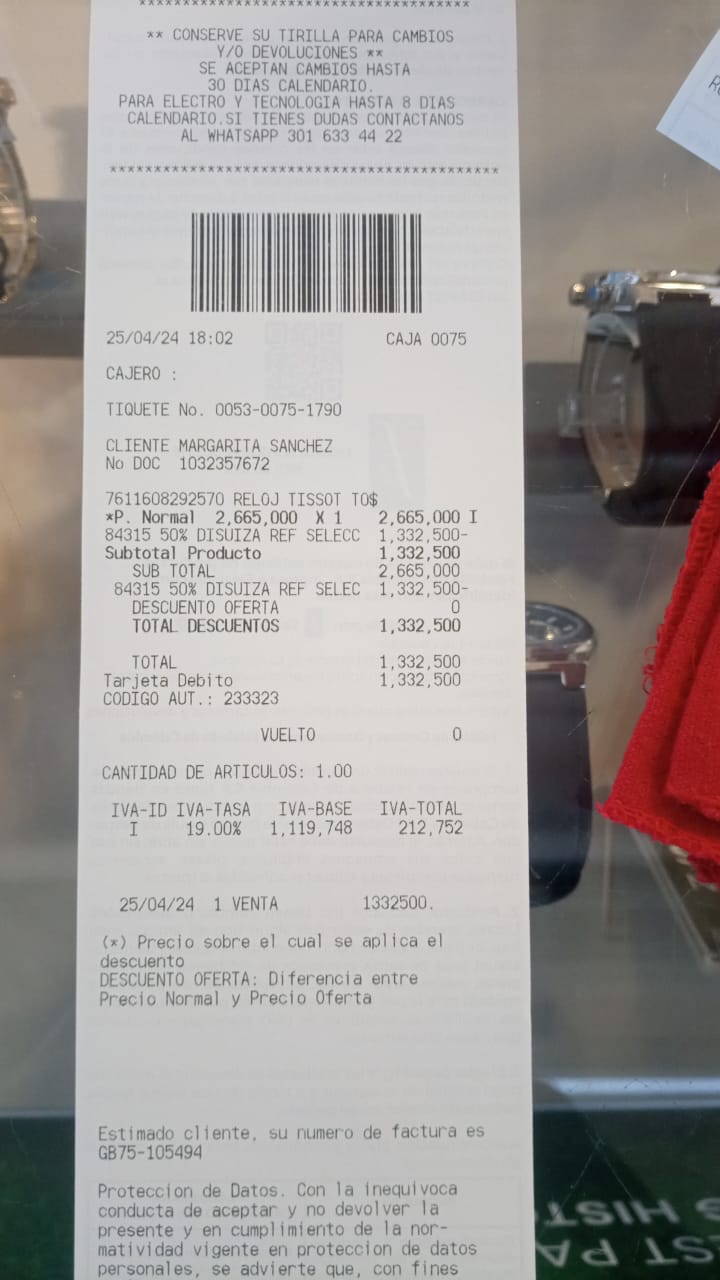 ******************************************
** CONSERVE SU TIRILLA PARA CAMBIOS
Y/O DEVOLUCIONES **
SE ACEPTAN CAMBIOS HASTA
30 DIAS CALENDARIO.
PARA ELECTRO Y TECNOLOGIA HASTA 8 DIAS
CALENDARIO.SI TIENES DUDAS CONTACTANOS
AL WHATSAPP 301 633 44 22
******************************************
25/04/24 18:02 CAJA 0075
CAJERO :
TIQUETE No. 0053-0075-1790
CLIENTE MARGARITA SANCHEZ
No DOC 1032357672
7611608292570 RELOJ TISSOT TO$
*P. Normal 2,665,000 X 1 2,665,000 I
84315 50% DISUIZA REF SELECC 1,332,500-
Subtotal Producto 1,332,500
SUB TOTAL 2,665,000
84315 50% DISUIZA REF SELEC 1,332,500-
DESCUENTO OFERTA 0
TOTAL DESCUENTOS 1,332,500
TOTAL 1,332,500
Tarjeta Debito 1,332,500
CODIGO AUT.: 233323
VUELTO 0
CANTIDAD DE ARTICULOS: 1.00
IVA-ID IVA-TASA IVA-BASE IVA-TOTAL
I 19.00% 1,119,748 212,752
25/04/24 1 VENTA 1332500.
(*) Precio sobre el cual se aplica el
descuento
DESCUENTO OFERTA: Diferencia entre
Precio Normal y Precio Oferta
Estimado cliente, su numero de factura es
GB75-105494
Proteccion de Datos. Con la inequivoca
conducta de aceptar y no devolver la
presente y en cumplimiento de la nor-
matividad vigente en proteccion de datos
personales, se advierte que, con fines